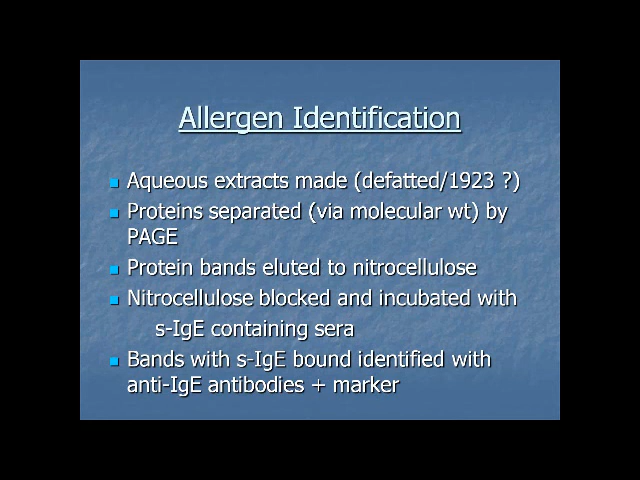 Allergen Identification
Aqueous extracts made (defatted/1923 ?)
Proteins separated (via molecular wt) by
PAGE
Protein bands eluted to nitrocellulose
Nitrocellulose blocked and incubated with
s-IgE containing sera
Bands with s-IgE bound identified with
anti-IgE antibodies + marker